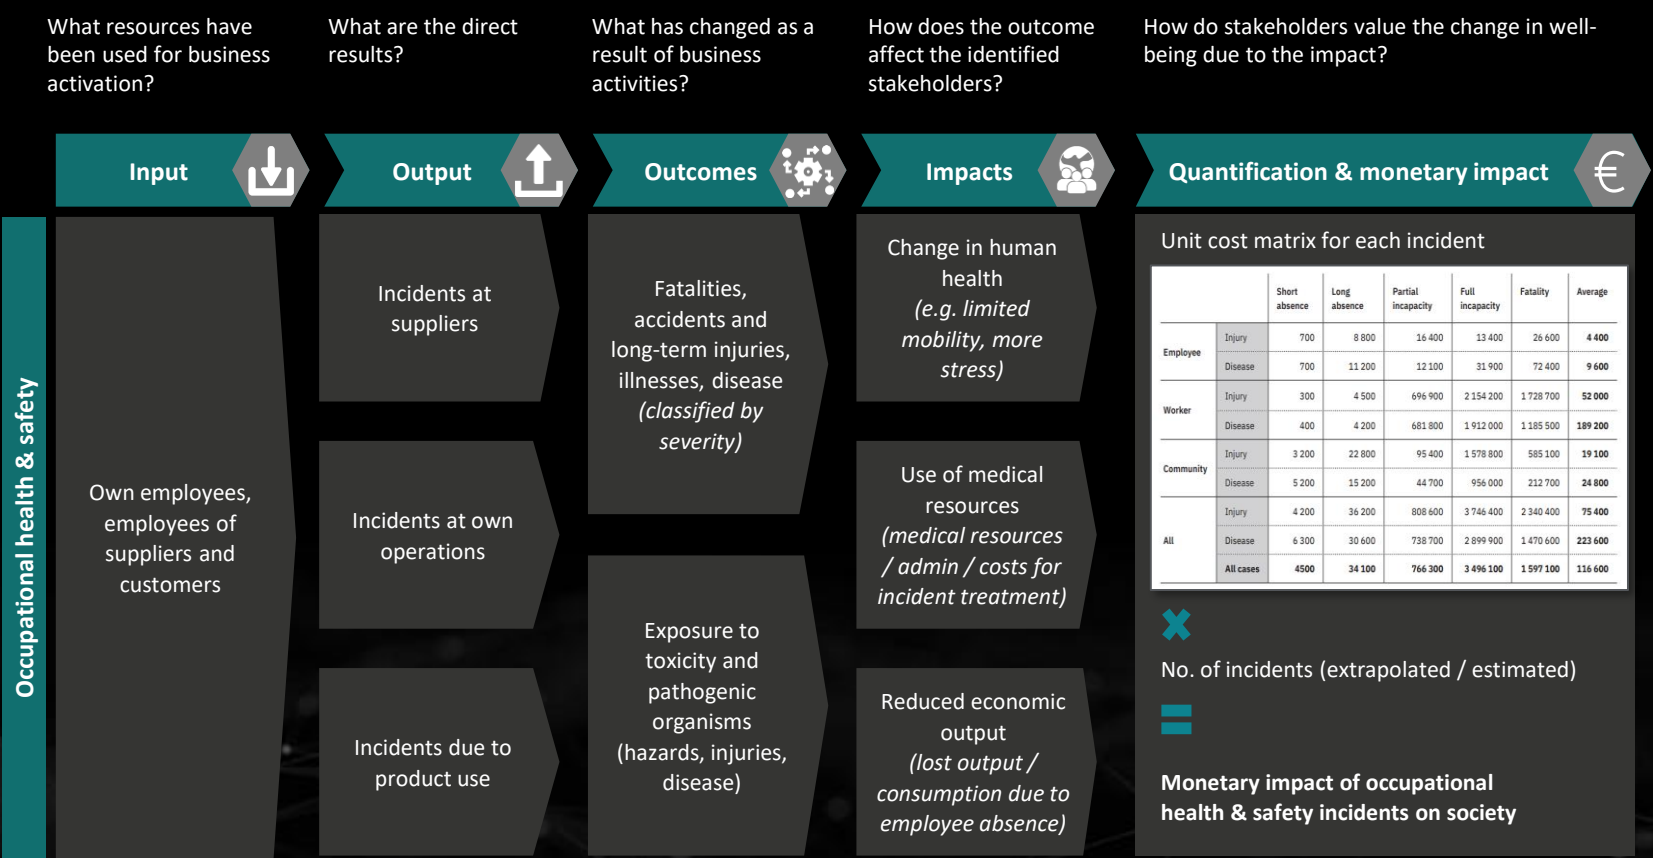 What resources have
been used for business
activation?
What are the direct
results?
What has changed as a
result of business
activities?
How does the outcome
affect the identified
stakeholders?
How do stakeholders value the change in well-
being due to the impact?
Input
Output
Outcomes
Impacts
Quantification & monetary impact
€
Occupational health & safety
Own employees,
employees of
suppliers and
customers
Incidents at
suppliers
Incidents at own
operations
Incidents due to
product use
Fatalities,
accidents and
long-term injuries,
illnesses, disease
(classified by
severity)
Exposure to
toxicity and
pathogenic
organisms
(hazards, injuries,
disease)
Change in human
health
(e.g. limited
mobility, more
stress)
Use of medical
resources
(medical resources
/ admin / costs for
incident treatment)
Reduced economic
output
(lost output /
consumption due to
employee absence)
Unit cost matrix for each incident
Short absence Long absence Partial incapacity Full incapacity Fatality Average
Employee Injury 700 8 800 16 400 13 400 26 600 4 400
Disease 700 11 200 12 100 31 900 72 400 9 600
Worker Injury 300 4 500 696 900 2 154 200 1 728 700 52 000
Disease 400 4 200 681 800 1 912 000 1 185 500 189 200
Community Injury 3 200 22 800 95 400 1 578 800 585 100 19 100
Disease 5 200 15 200 44 700 956 000 212 700 24 800
All Injury 4 200 36 200 808 600 3 746 400 2 340 400 75 400
Disease 6 300 30 600 738 700 2 899 900 1 470 600 223 600
All cases 4500 34 100 766 300 3 496 100 1 597 100 116 600
No. of incidents (extrapolated / estimated)
Monetary impact of occupational
health & safety incidents on society